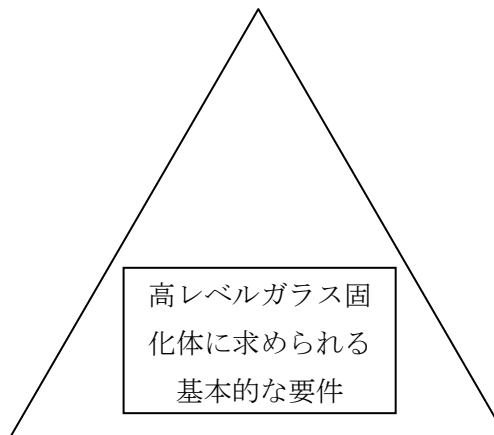 高レベルガラス固
化体に求められる
基本的な要件